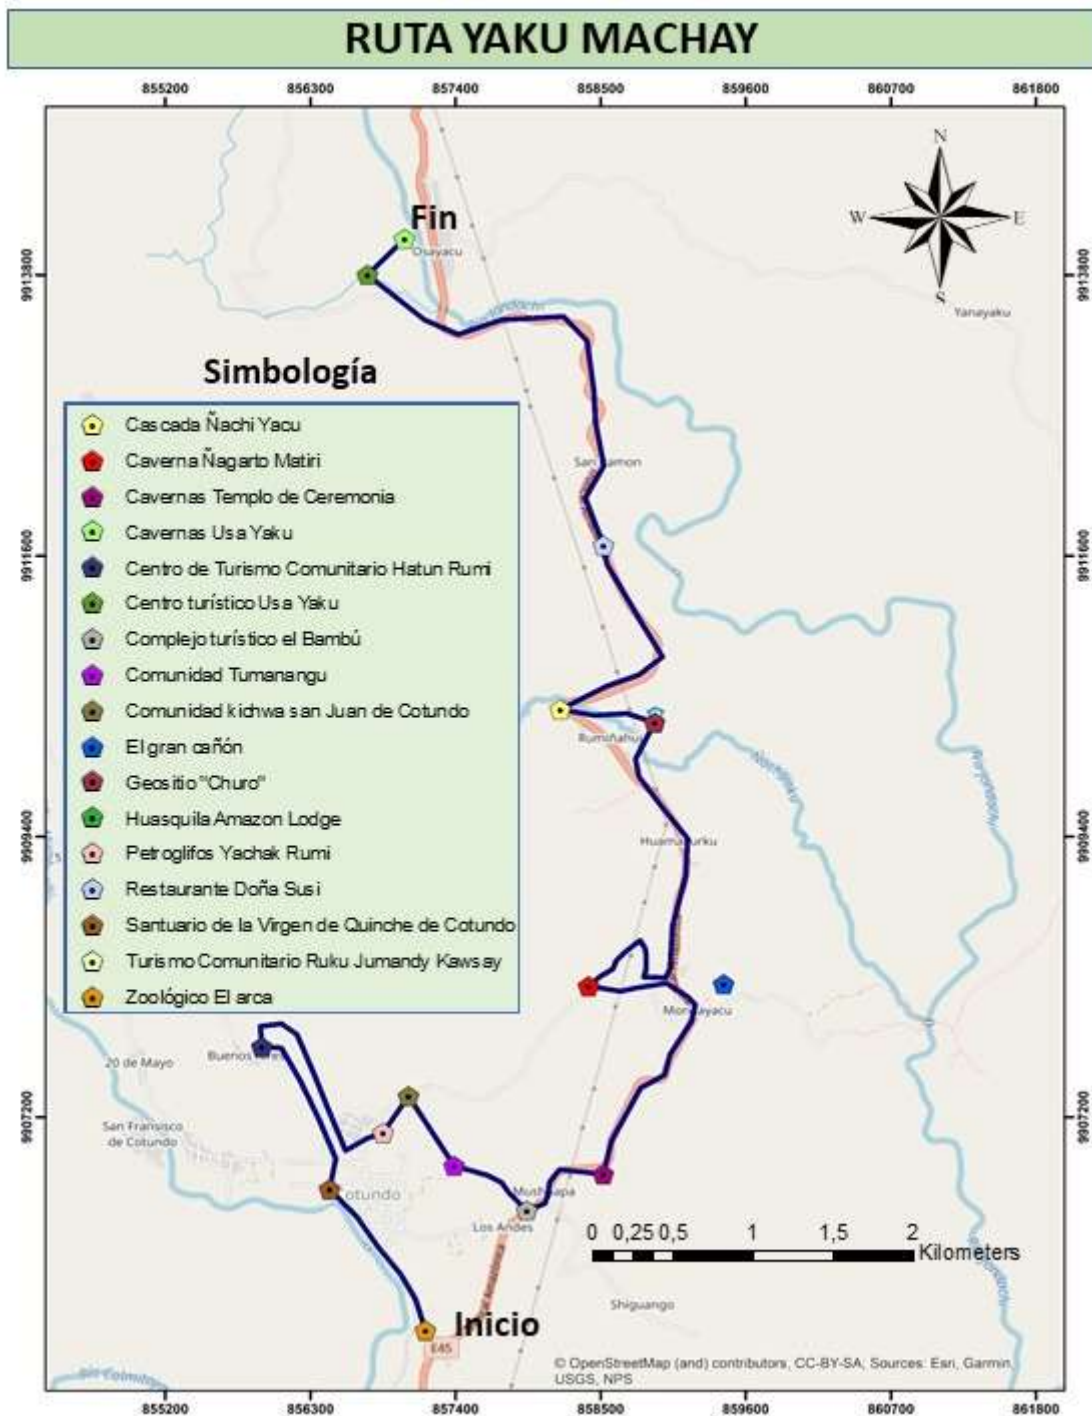 RUTA YAKU MACHAY
855200 856300 857400 858500 859600 860700 861800
N
W E
S
Fin
Osayacu
9913800 9913800
Yanayaku
Simbología
Cascada Ñachi Yacu
Caverna Ñagarto Matiri
Cavernas Templo de Ceremonia
Cavernas Usa Yaku
Centro de Turismo Comunitario Hatun Rumi
Centro turístico Usa Yaku
Complejo turístico el Bambú
Comunidad Tumanangu
Comunidad kichwa san Juan de Cotundo
El gran cañón
Geositio "Churo"
Huasquila Amazon Lodge
Petroglifos Yachak Rumi
Restaurante Doña Susi
Santuario de la Virgen de Quinche de Cotundo
Turismo Comunitario Ruku Jumandy Kawsay
Zoológico El arca
9911600 9911600
9909400 9909400
20 de Mayo
San Fransisco
de Cotundo
9907200 9907200
Los Andes
0 0,25 0,5 1 1,5 2
Kilometers
Shiguango
Inicio
E45
© OpenStreetMap (and) contributors, CC-BY-SA, Sources: Esri, Garmin,
USGS, NPS
855200 856300 857400 858500 859600 860700 861800